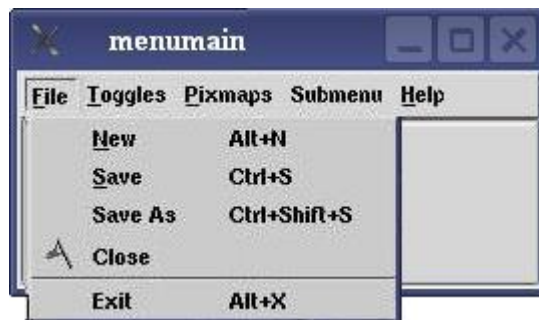 menumain
File Toggles Pixmaps Submenu Help
New Alt+N
Save Ctrl+S
Save As Ctrl+Shift+S
Close
Exit Alt+X